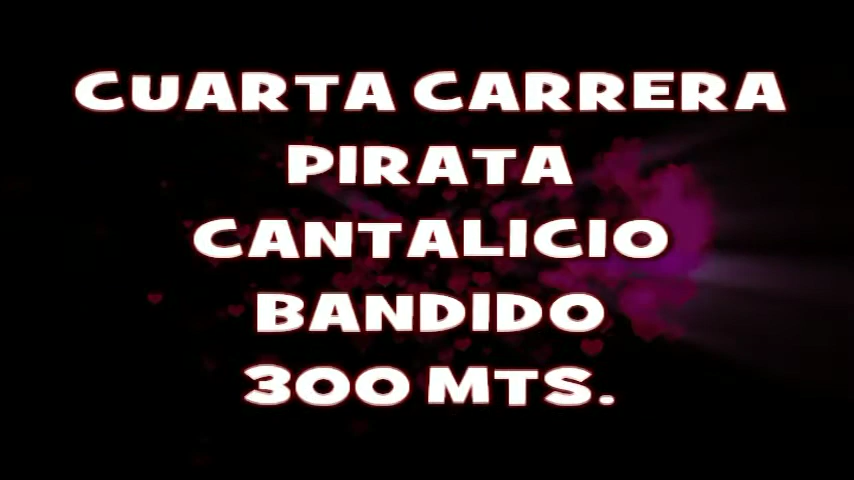 CUARTA CARRERA
PIRATA
CANTALICIO
BANDIDO
300 MTS.